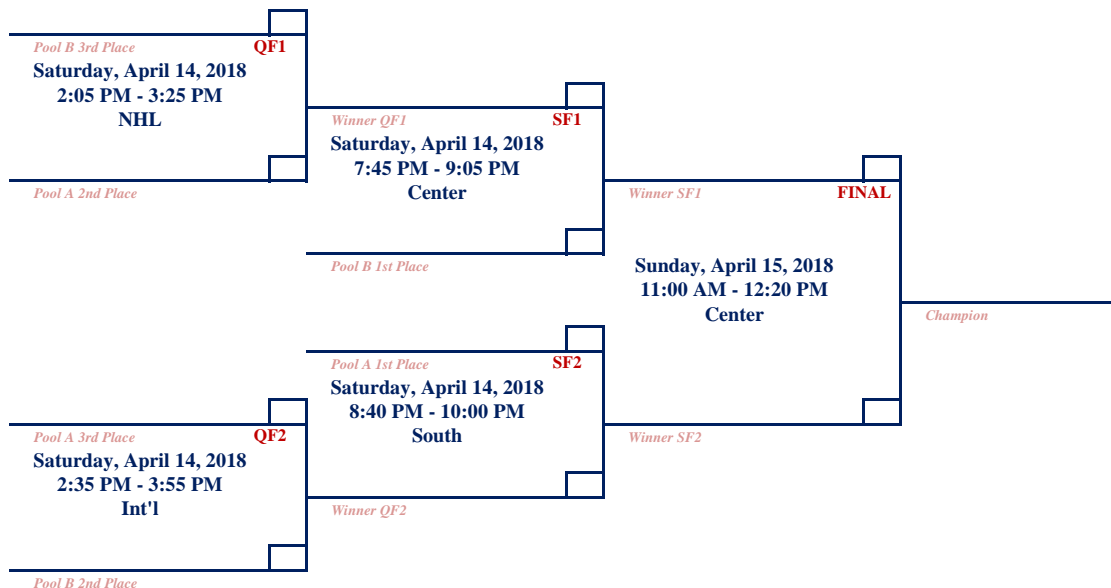 Pool B 3rd Place
QF1
Saturday, April 14, 2018
2:05 PM - 3:25 PM
NHL
Pool A 2nd Place
Winner QF1
SF1
Saturday, April 14, 2018
7:45 PM - 9:05 PM
Center
Pool B 1st Place
Winner SF1
FINAL
Sunday, April 15, 2018
11:00 AM - 12:20 PM
Center
Champion
Pool A 1st Place
SF2
Saturday, April 14, 2018
8:40 PM - 10:00 PM
South
Winner SF2
Pool A 3rd Place
QF2
Saturday, April 14, 2018
2:35 PM - 3:55 PM
Int'l
Winner QF2
Pool B 2nd Place